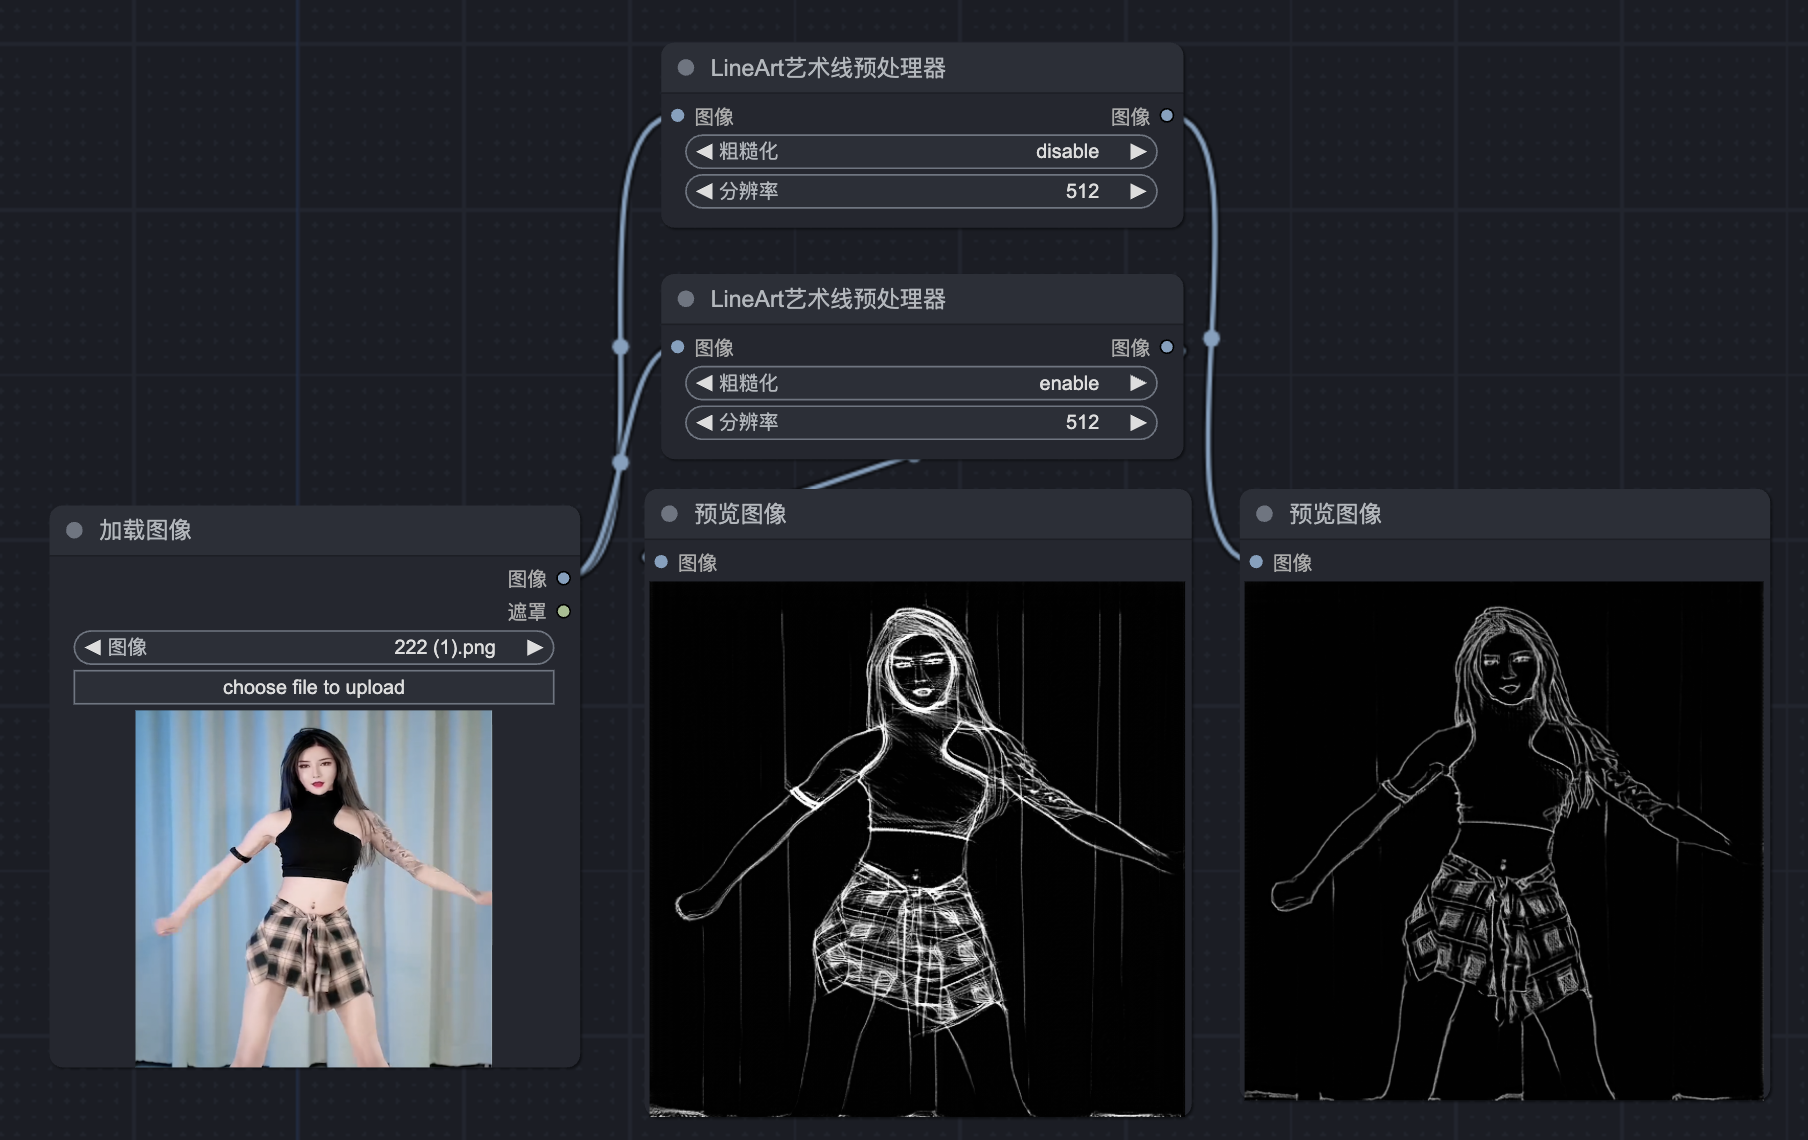 LineArt艺术线预处理器
图像 图像
粗糙化 disable
分辨率 512
LineArt艺术线预处理器
图像 图像
粗糙化 enable
分辨率 512
加载图像
图像
遮罩
图像 222 (1).png
choose file to upload
预览图像
图像
预览图像
图像